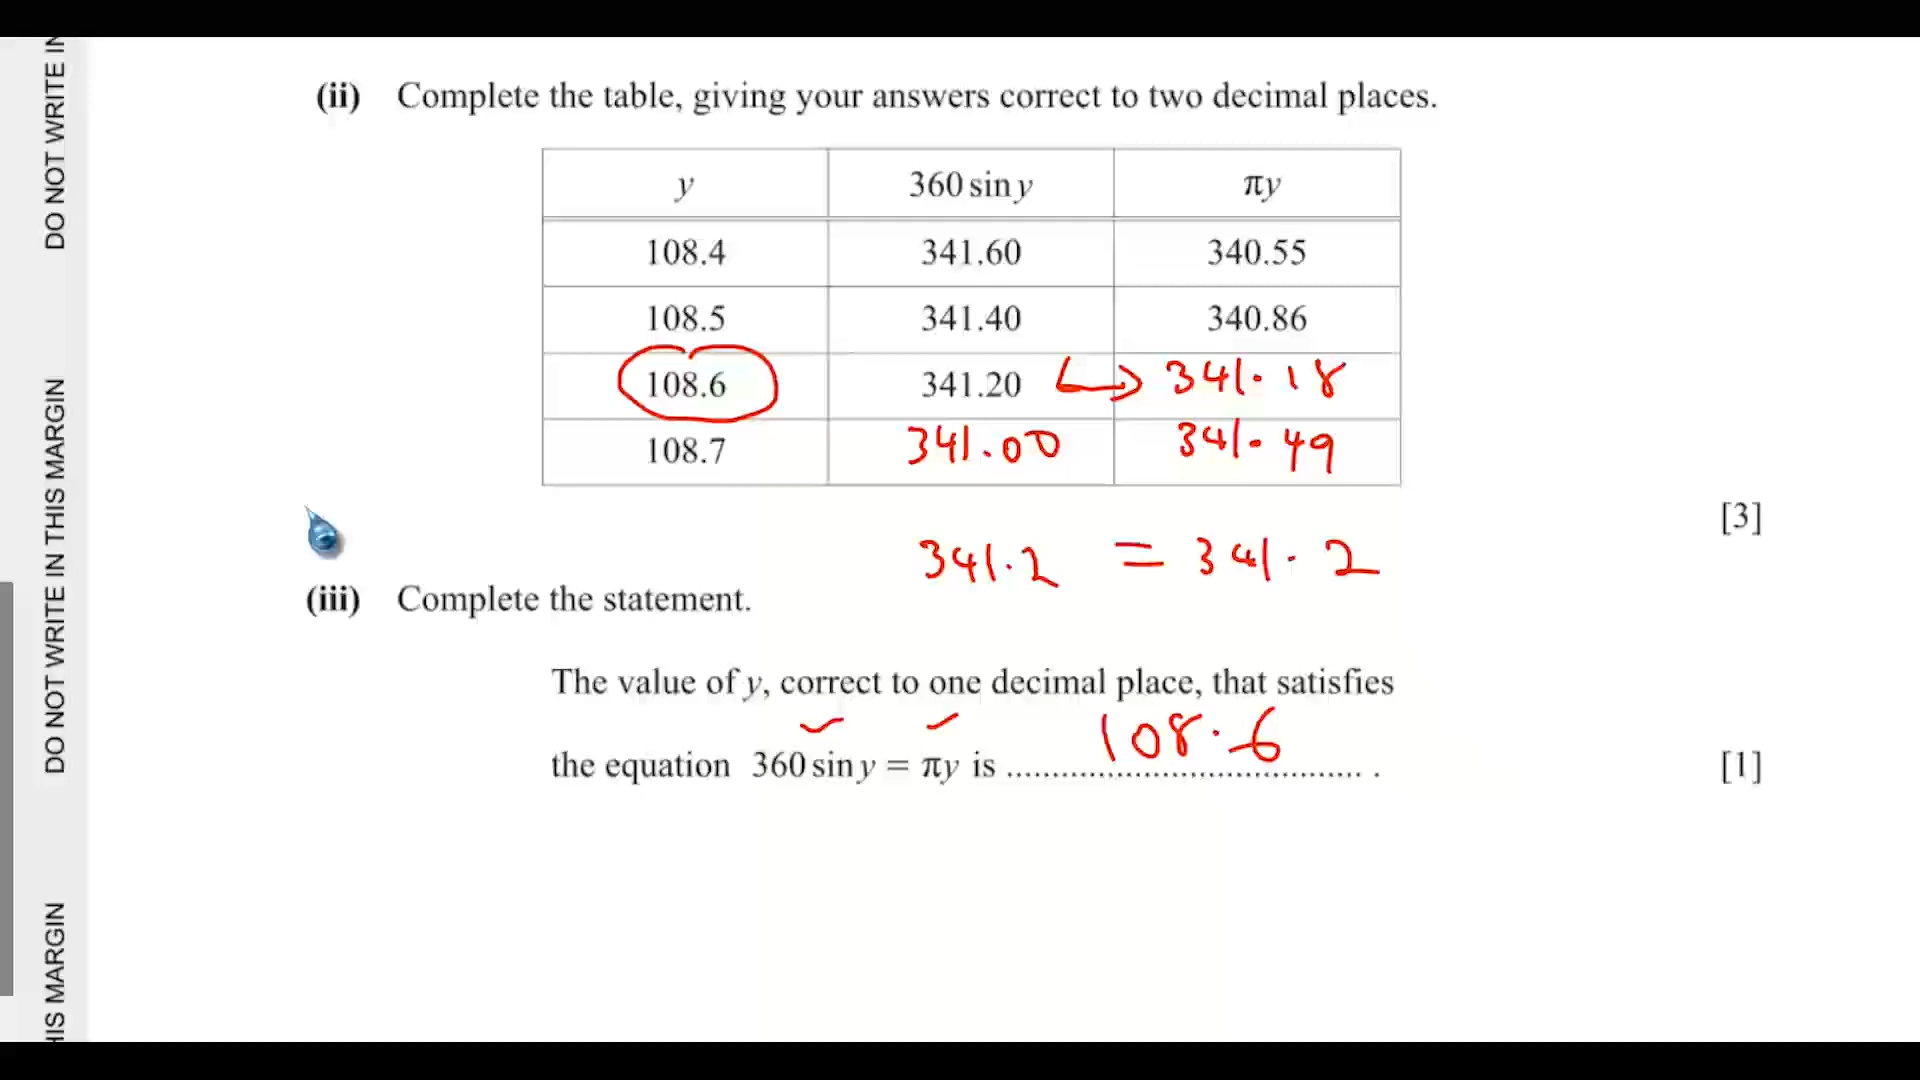 (ii) Complete the table, giving your answers correct to two decimal places.
y 360 sin y πy
108.4 341.60 340.55
108.5 341.40 340.86
108.6 341.20 341.18
108.7 341.00 341.49
[3]
341.2 = 341.2
(iii) Complete the statement.
The value of y, correct to one decimal place, that satisfies
the equation 360 sin y = πy is 108.6 .
[1]
DO NOT WRITE IN
DO NOT WRITE IN THIS MARGIN
HIS MARGIN